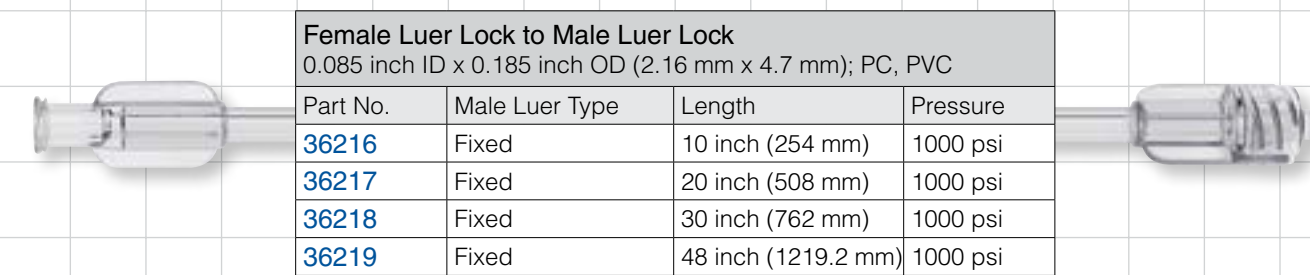 Female Luer Lock to Male Luer Lock
0.085 inch ID x 0.185 inch OD (2.16 mm x 4.7 mm); PC, PVC
Part No. Male Luer Type Length Pressure
36216 Fixed 10 inch (254 mm) 1000 psi
36217 Fixed 20 inch (508 mm) 1000 psi
36218 Fixed 30 inch (762 mm) 1000 psi
36219 Fixed 48 inch (1219.2 mm) 1000 psi